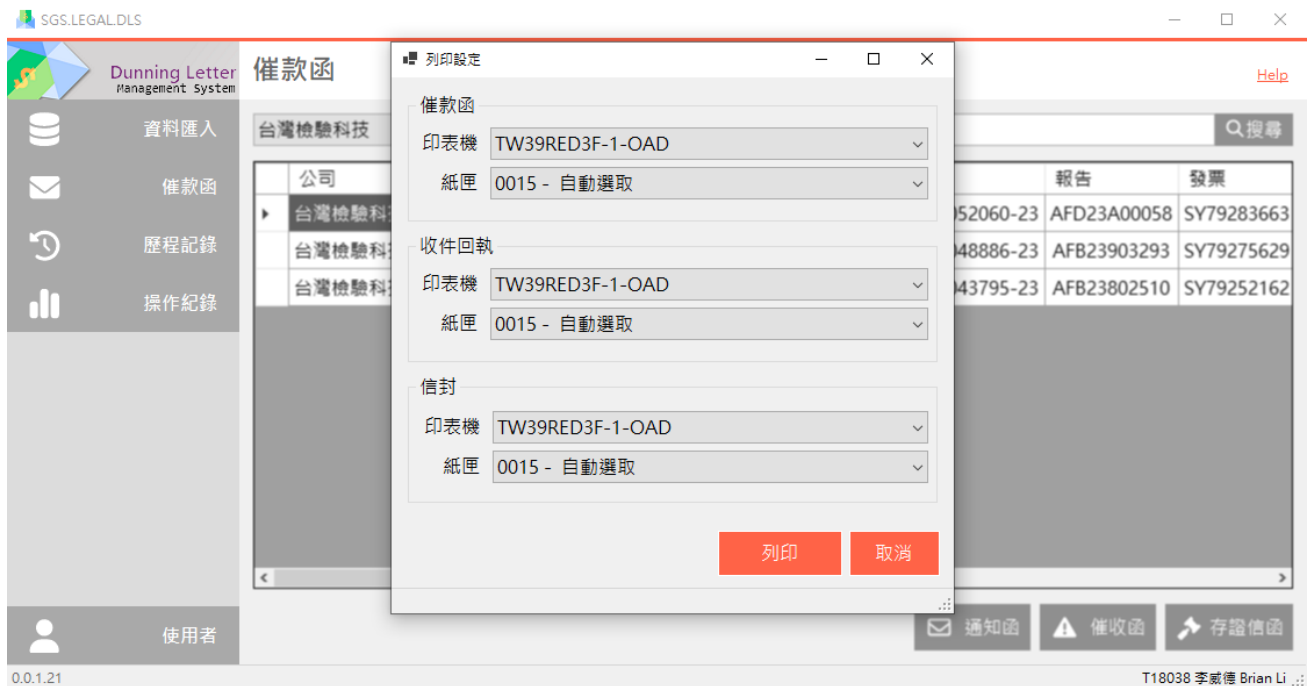 SGS.LEGAL.DLS
Dunning Letter
Management System
催款函
Help
資料匯入
催款函
歷程記錄
操作紀錄
使用者
台灣檢驗科技
搜尋
公司 報告 發票
台灣檢驗科 052060-23 AFD23A00058 SY79283663
台灣檢驗科 048886-23 AFB23903293 SY79275629
台灣檢驗科 043795-23 AFB23802510 SY79252162
列印設定
催款函
印表機 TW39RED3F-1-OAD
紙匣 0015 - 自動選取
收件回執
印表機 TW39RED3F-1-OAD
紙匣 0015 - 自動選取
信封
印表機 TW39RED3F-1-OAD
紙匣 0015 - 自動選取
列印 取消
通知函 催收函 存證信函
0.0.1.21
T18038 李威德 Brian Li